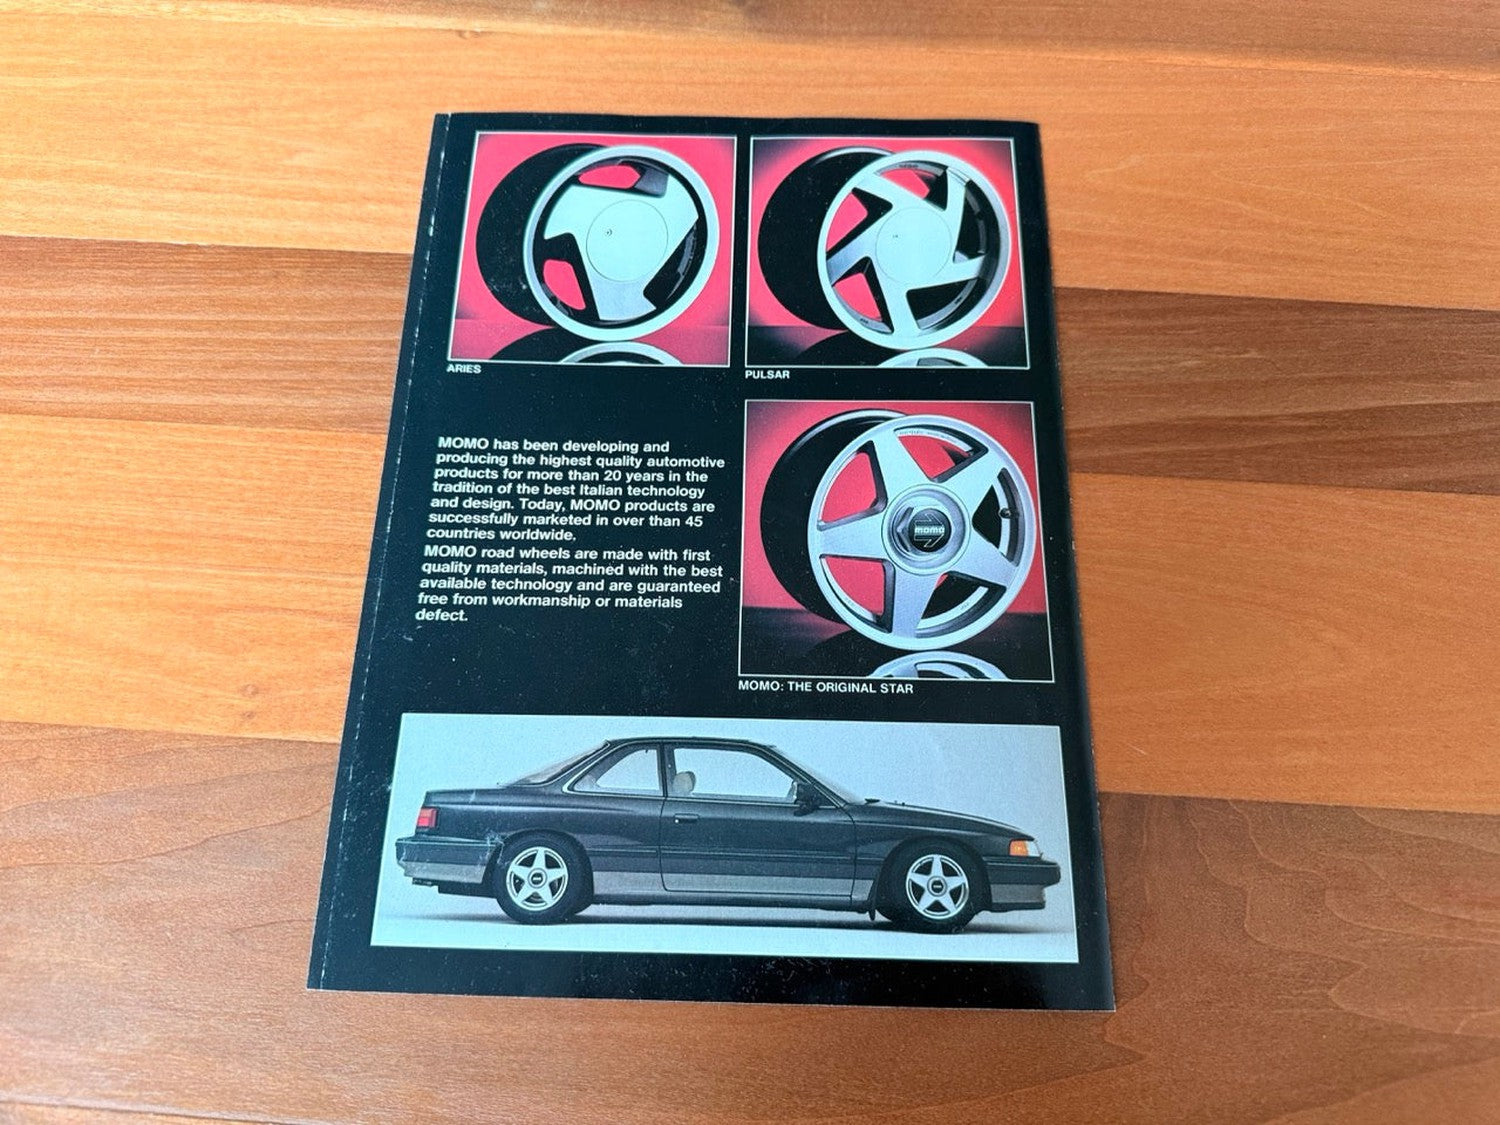 ARIES
PULSAR
MOMO has been developing and
producing the highest quality automotive
products for more than 20 years in the
tradition of the best Italian technology
and design. Today, MOMO products are
successfully marketed in over than 45
countries worldwide.
MOMO road wheels are made with first
quality materials, machined with the best
available technology and are guaranteed
free from workmanship or materials
defect.
momo
MOMO: THE ORIGINAL STAR